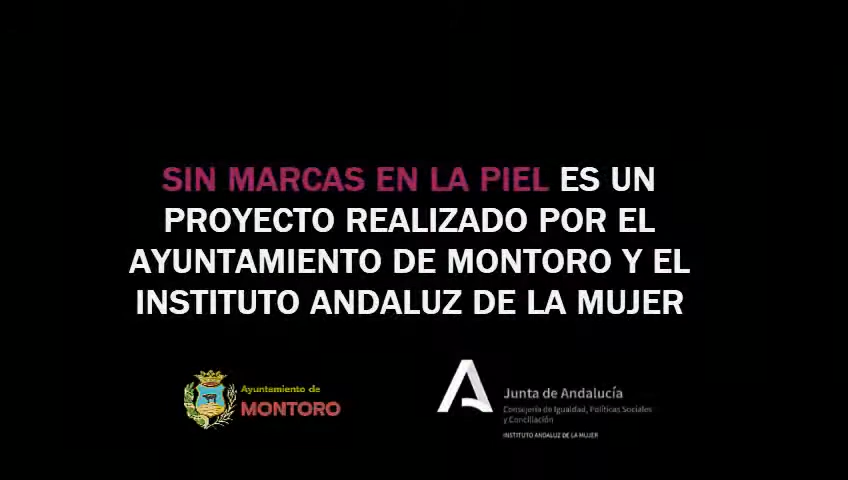 SIN MARCAS EN LA PIEL ES UN
PROYECTO REALIZADO POR EL
AYUNTAMIENTO DE MONTORO Y EL
INSTITUTO ANDALUZ DE LA MUJER
Ayuntamiento de
MONTORO
Junta de Andalucía
Consejería de Igualdad, Políticas Sociales
y Conciliación
INSTITUTO ANDALUZ DE LA MUJER